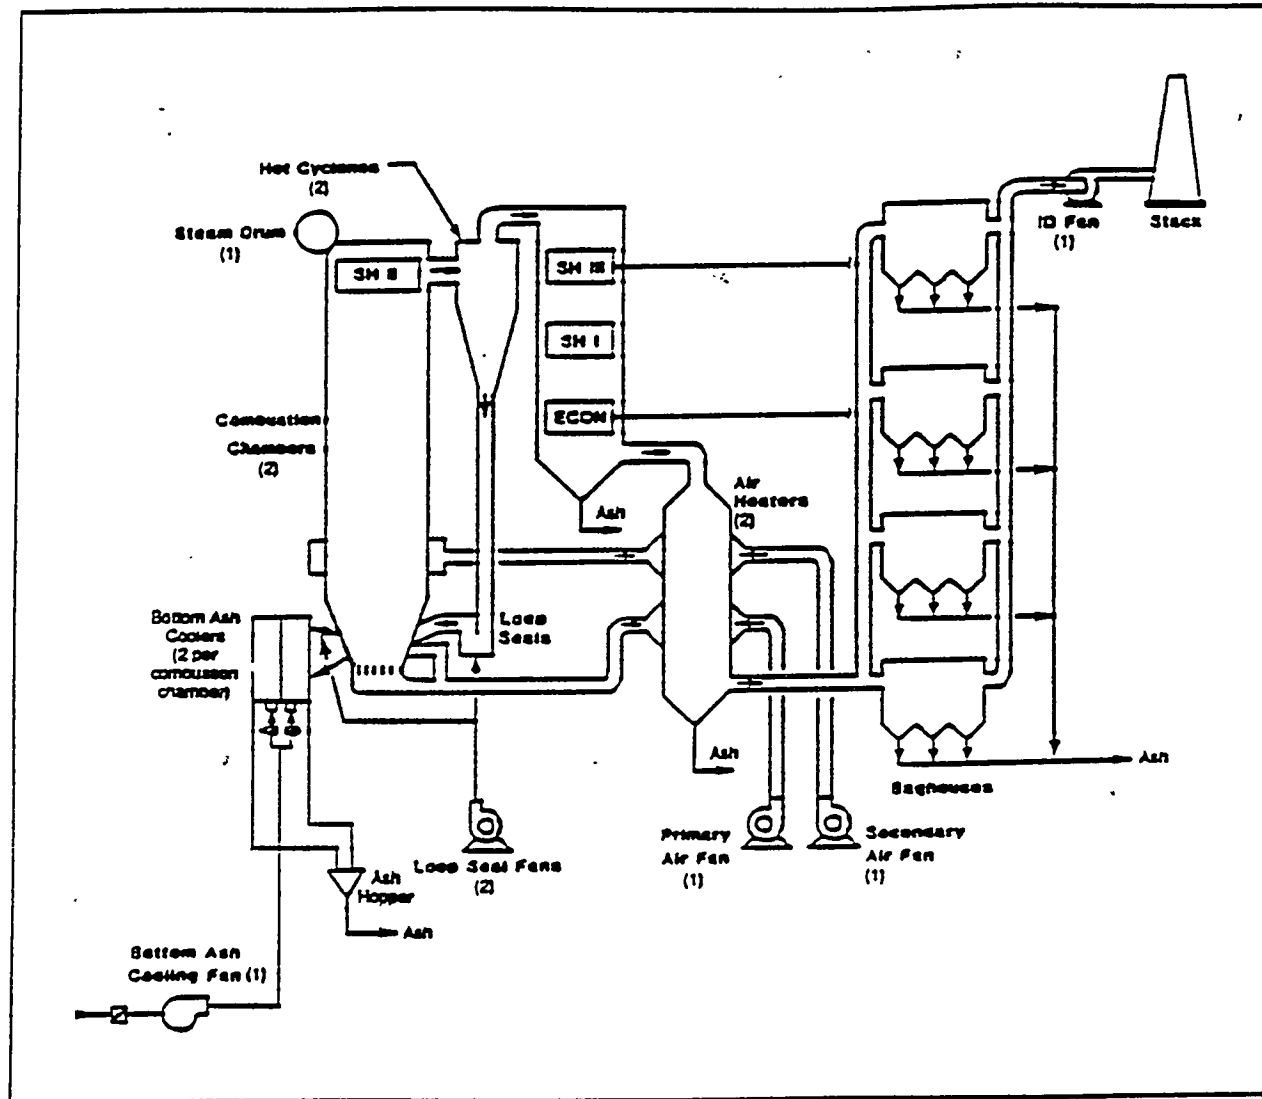 Hot Cyclones
(2)
Steam Drum
(1)
SH II
SH III
SH I
ECON
ID Fan
(1)
Stack
Combustion
Chambers
(2)
Air
Heaters
(2)
Ash
Bottom Ash
Coolers
(2 per
combustion
chamber)
Loop
Seals
Ash
Ash
Baghouses
Primary
Air Fan
(1)
Secondary
Air Fan
(1)
Loop Seal Fans
(2)
Ash
Hopper
Ash
Bottom Ash
Cooling Fan (1)